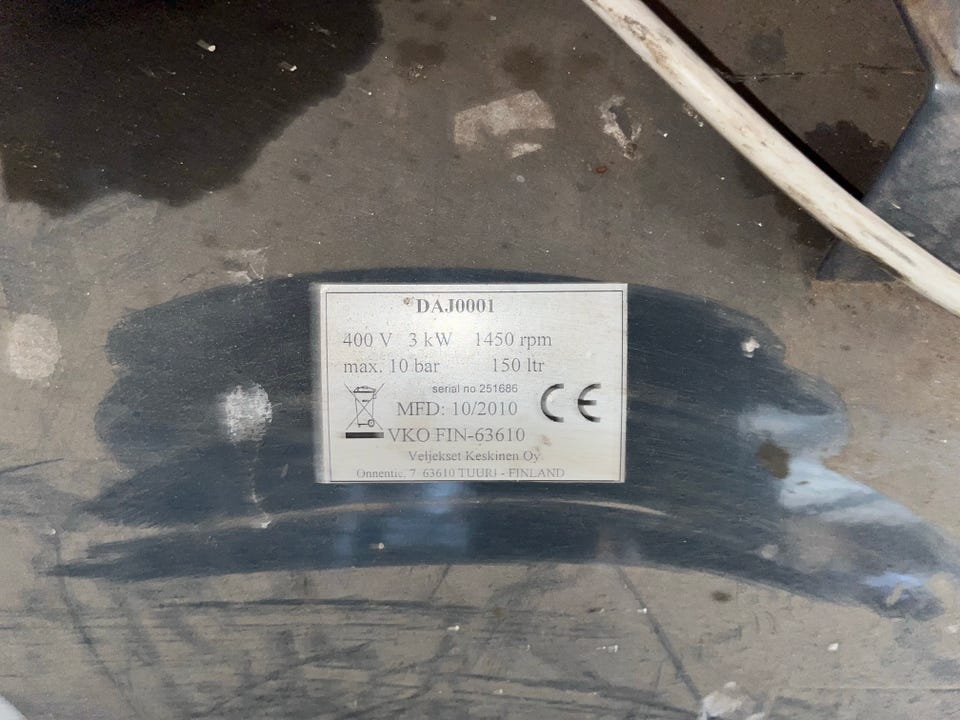 DAJ0001
400 V 3 kW 1450 rpm
max. 10 bar 150 ltr
serial no 251686
MFD: 10/2010
CE
VKO FIN-63610
Veljekset Keskinen Oy
Onnentie. 7 63610 TUURI - FINLAND